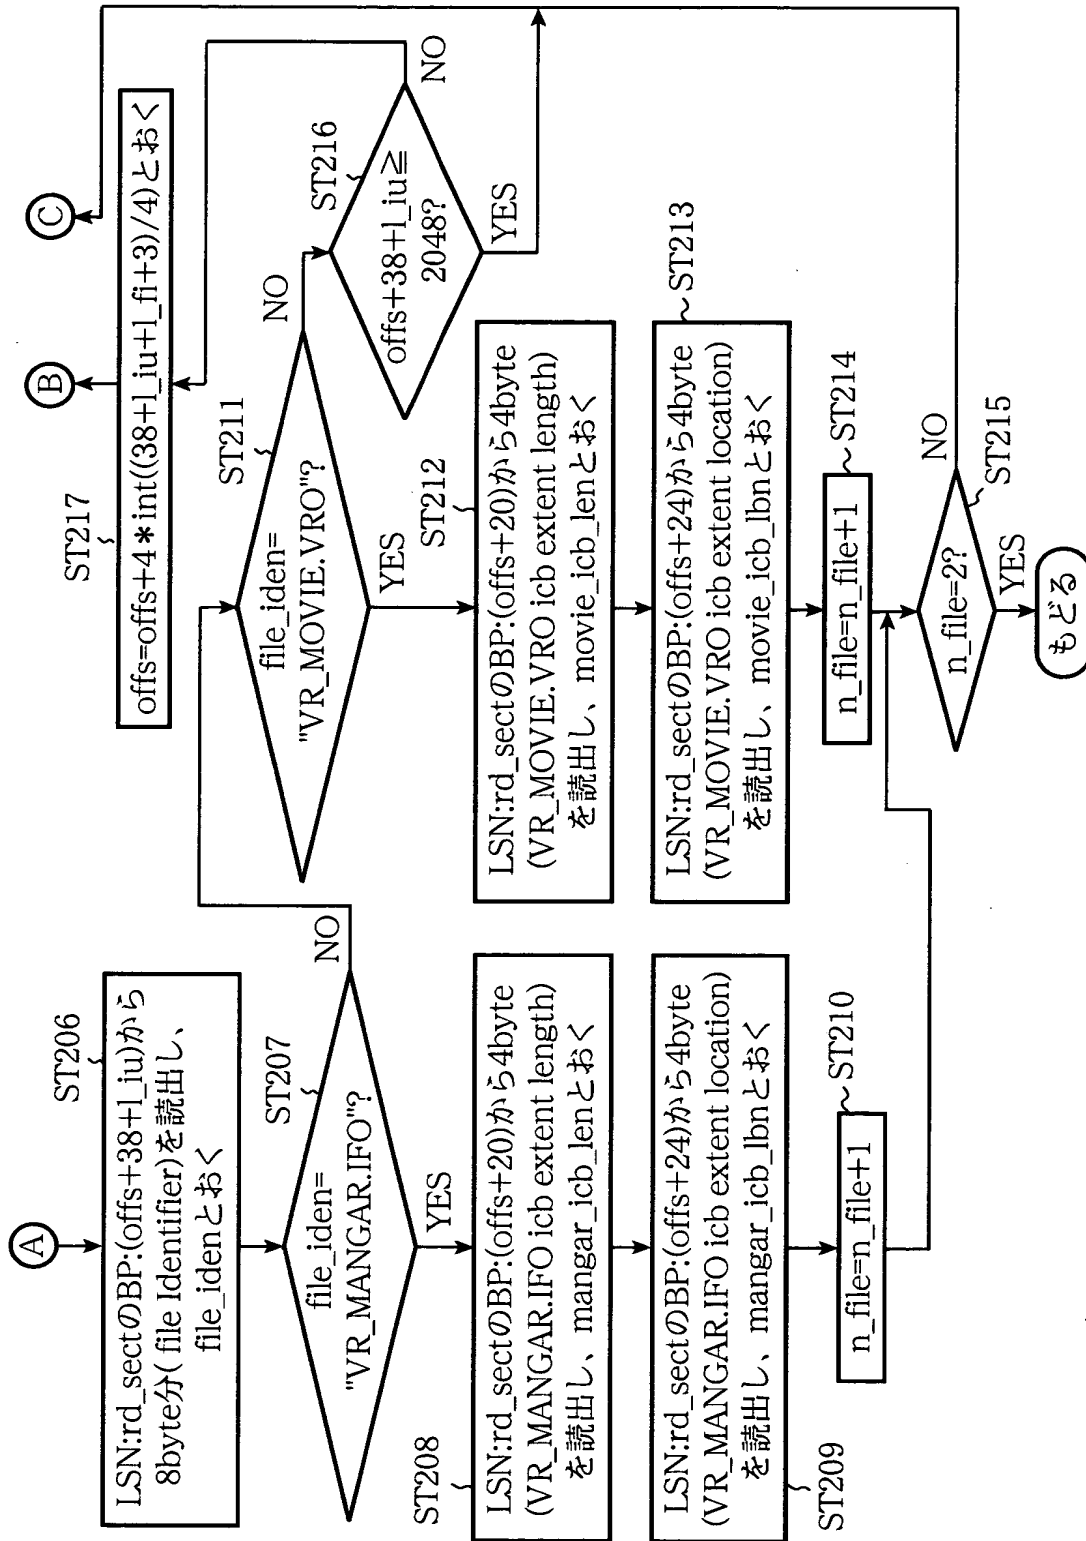 A
ST206
LSN:rd_sectのBP:(offs+38+l_iu)から
8byte分( file Identifier)を読出し、
file_idenとおく
ST207
file_iden=
"VR_MANGAR.IFO"?
NO
YES
ST208
LSN:rd_sectのBP:(offs+20)から4byte
(VR_MANGAR.IFO icb extent length)
を読出し、mangar_icb_lenとおく
ST209
LSN:rd_sectのBP:(offs+24)から4byte
(VR_MANGAR.IFO icb extent location)
を読出し、mangar_icb_lbnとおく
ST210
n_file=n_file+1
ST211
file_iden=
"VR_MOVIE.VRO"?
NO
YES
ST212
LSN:rd_sectのBP:(offs+20)から4byte
(VR_MOVIE.VRO icb extent length)
を読出し、movie_icb_lenとおく
ST213
LSN:rd_sectのBP:(offs+24)から4byte
(VR_MOVIE.VRO icb extent location)
を読出し、movie_icb_lbnとおく
ST214
n_file=n_file+1
ST215
n_file=2?
NO
YES
もどる
ST216
offs+38+l_iu≧
2048?
NO
YES
ST217
offs=offs+4*int((38+l_iu+l_fi+3)/4)とおく
B
C